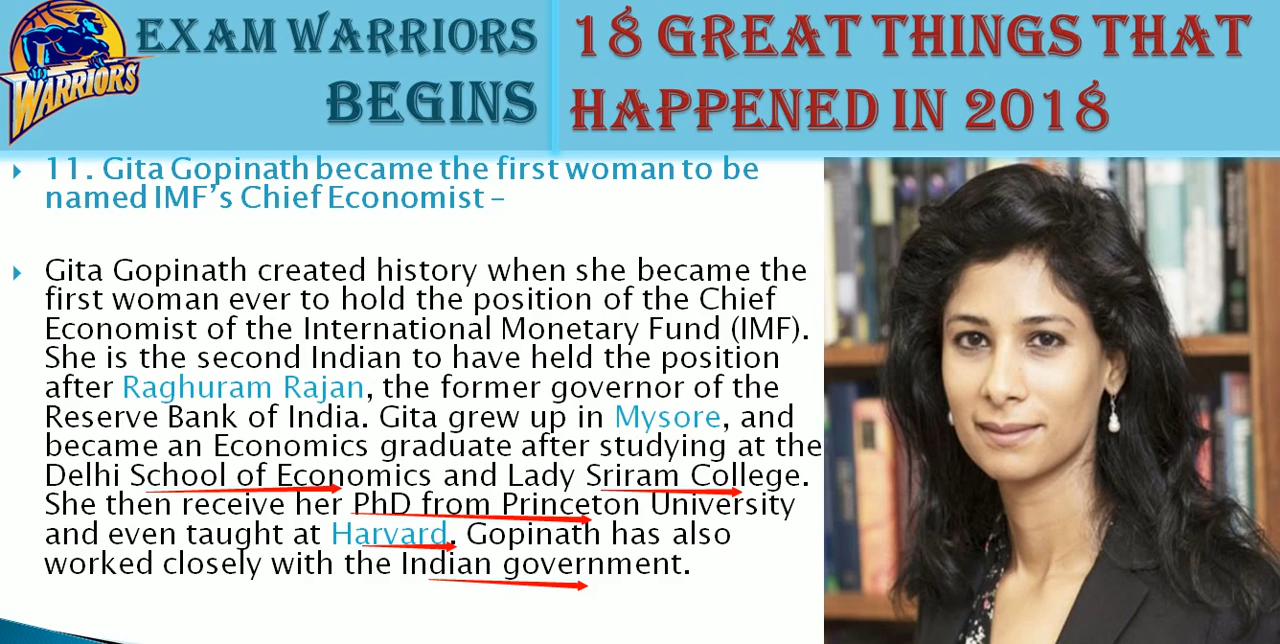 WARRIORS
EXAM WARRIORS
BEGINS
18 GREAT THINGS THAT
HAPPENED IN 2018
11. Gita Gopinath became the first woman to be
named IMF's Chief Economist –
Gita Gopinath created history when she became the
first woman ever to hold the position of the Chief
Economist of the International Monetary Fund (IMF).
She is the second Indian to have held the position
after Raghuram Rajan, the former governor of the
Reserve Bank of India. Gita grew up in Mysore, and
became an Economics graduate after studying at the
Delhi School of Economics and Lady Sriram College.
She then receive her PhD from Princeton University
and even taught at Harvard. Gopinath has also
worked closely with the Indian government.